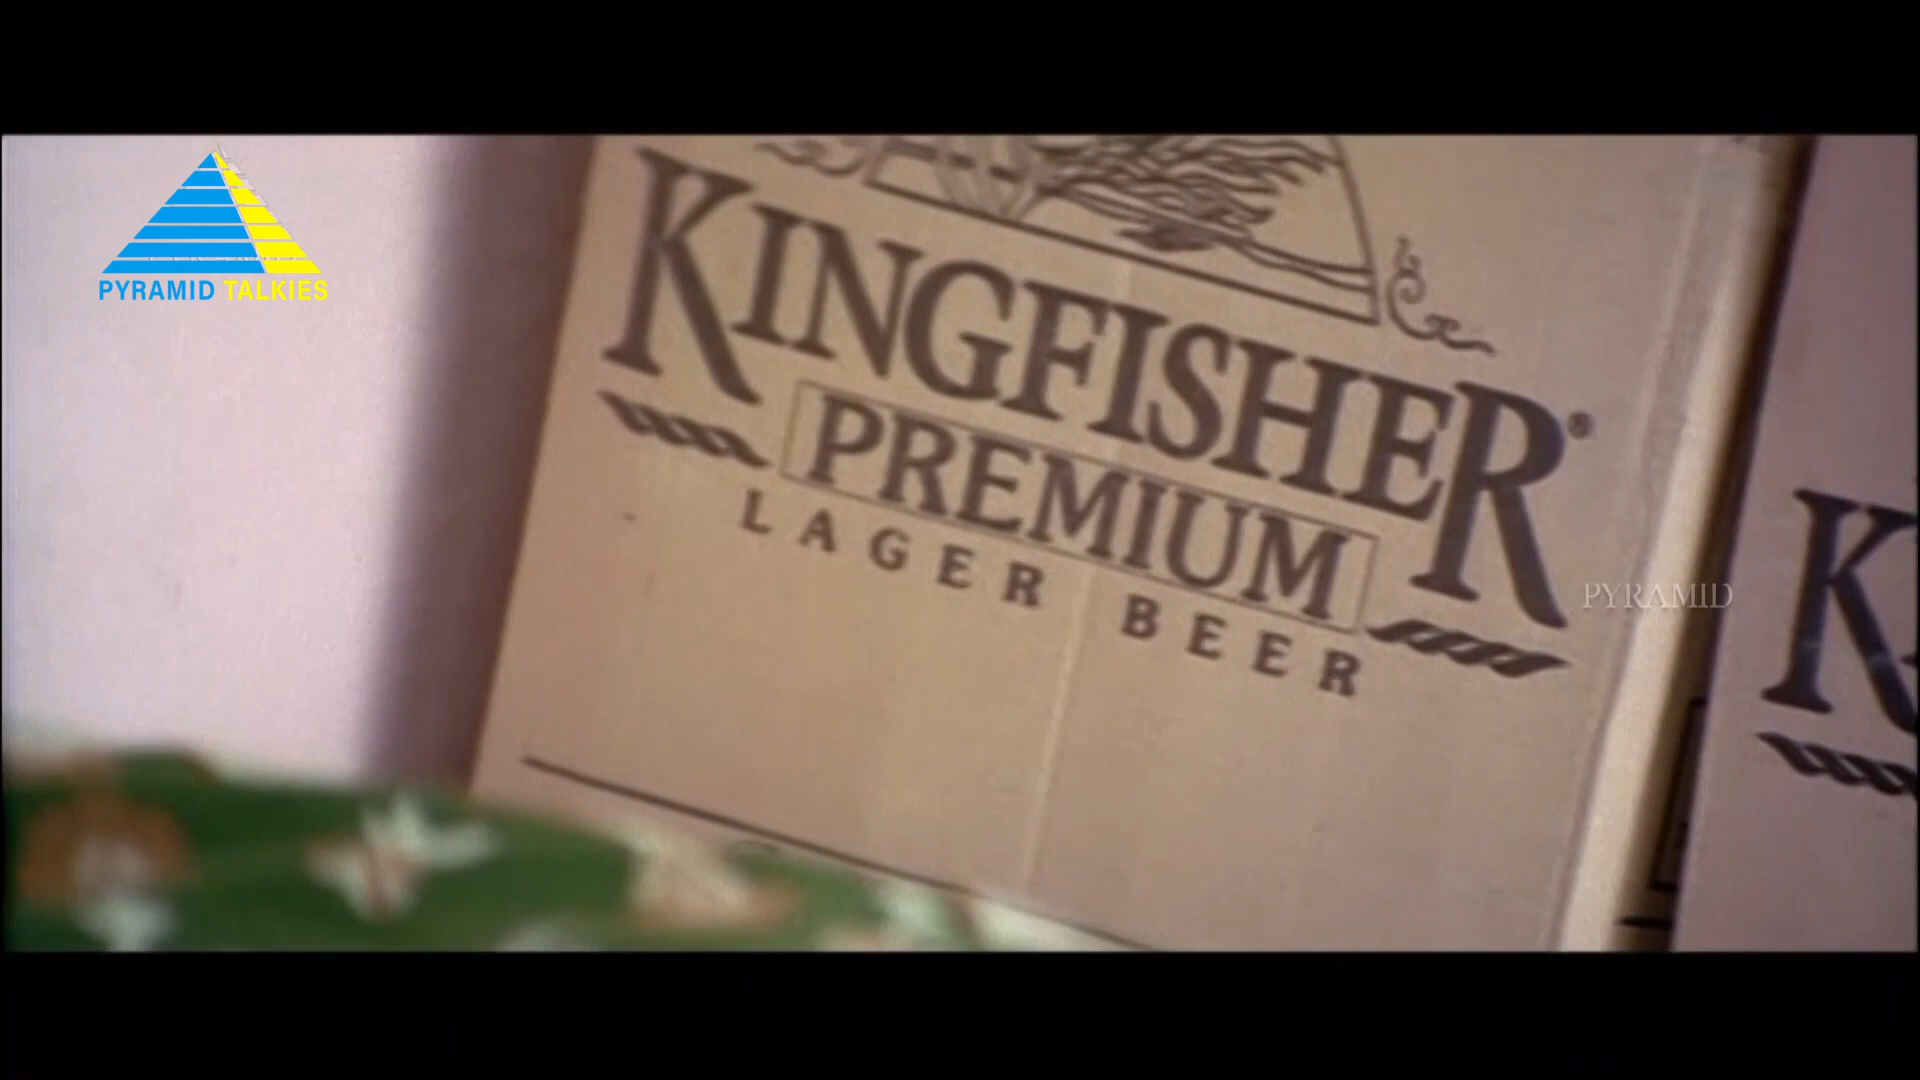 PYRAMID TALKIES
KINGFISHER®
PREMIUM
LAGER BEER
PYRAMID
K